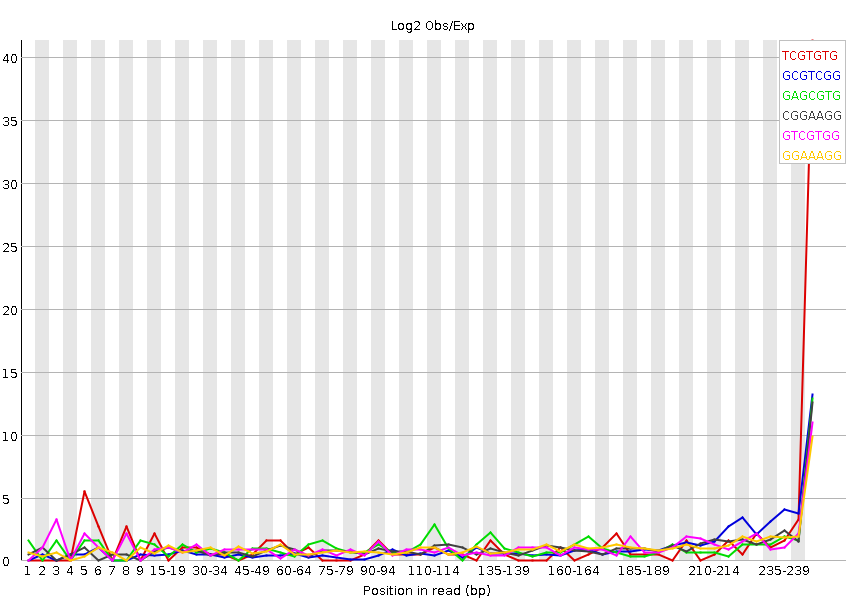 Log2 Obs/Exp
40
35
30
25
20
15
10
5
0
TCGTGTG
GCGTCGG
GAGCGTG
CGGAAGG
GTCGTGG
GGAAAGG
1 2 3 4 5 6 7 8 9 15-19 30-34 45-49 60-64 75-79 90-94 110-114 135-139 160-164 185-189 210-214 235-239
Position in read (bp)